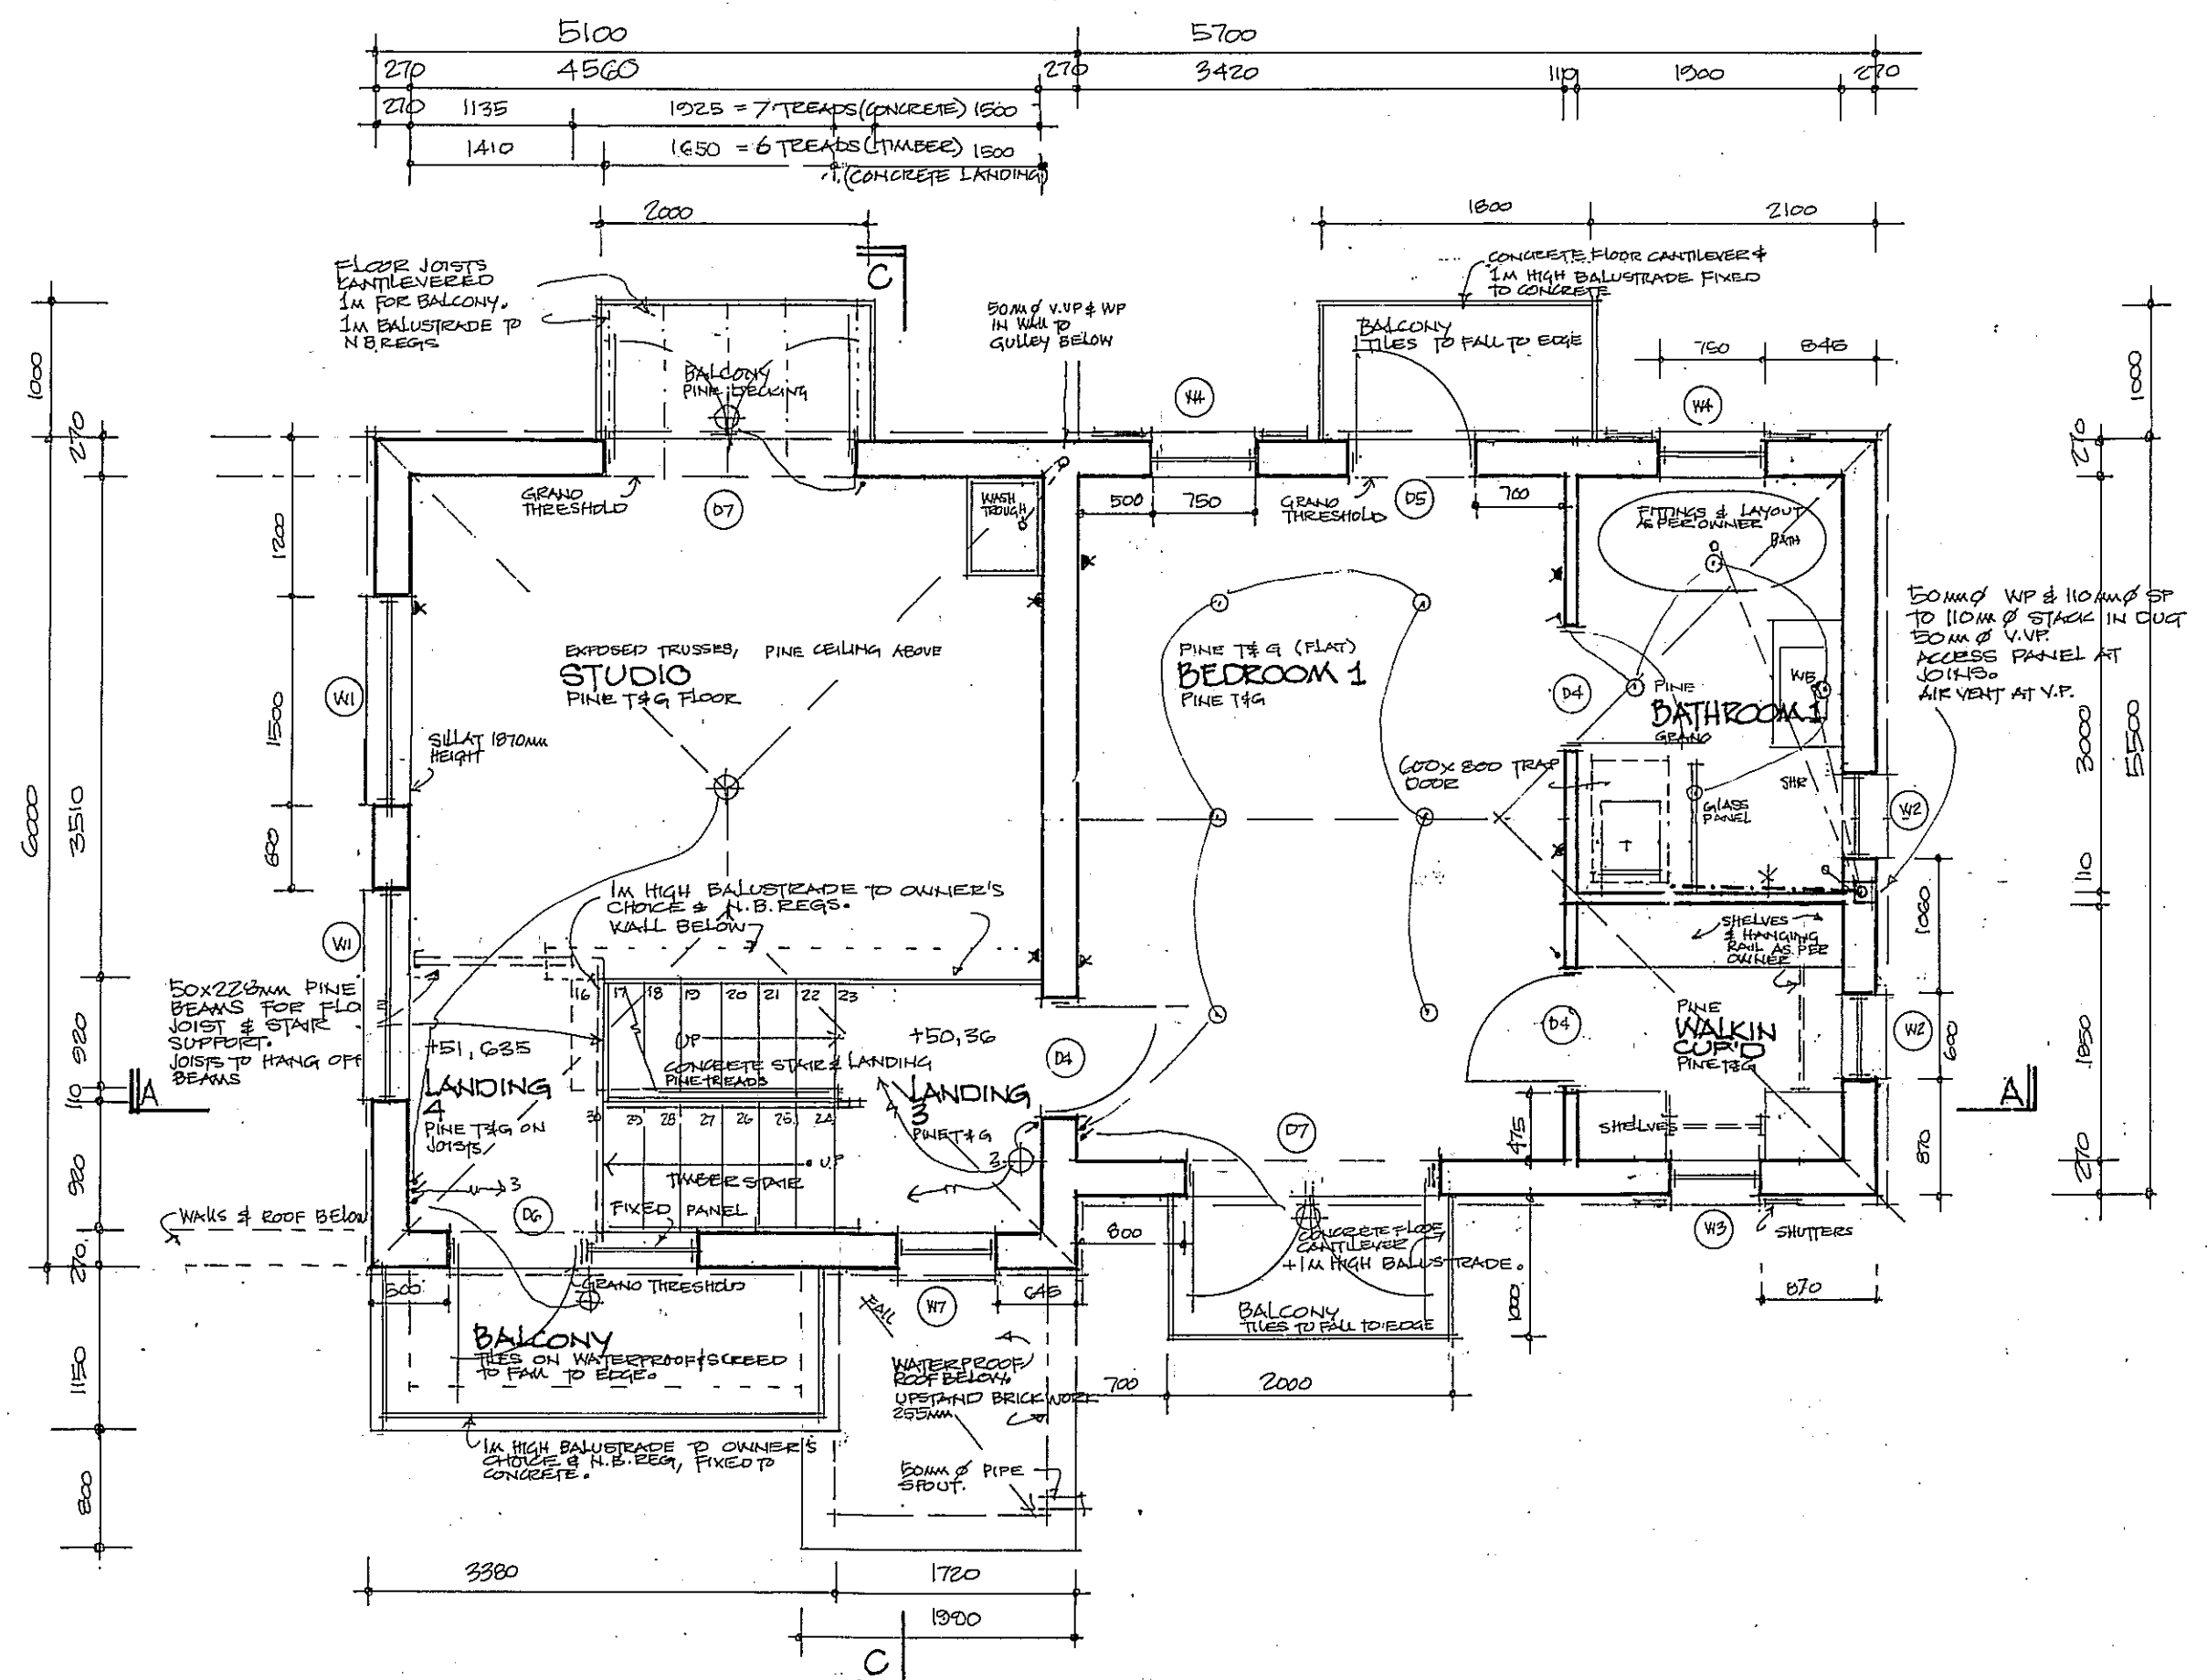 5100 5700
270 4560 270 3420 110 1900 270
270 1135 1925 = 7 TREADS (CONCRETE) 1500
1410 1650 = 6 TREADS (TIMBER) 1500
(CONCRETE LANDING)
2000
1800 2100
FLOOR JOISTS
CANTILEVERED
1M FOR BALCONY.
1M BALUSTRADE TO
N B.REGS
C
50MØ V.UP & WP
IN WALL TO
GULLEY BELOW
CONCRETE FLOOR CANTILEVER &
1M HIGH BALUSTRADE FIXED
TO CONCRETE
BALCONY
TILES TO FALL TO EDGE
750 845
BALCONY
PINE DECKING
W4
W4
1000
270
1000
270
GRANO
THRESHOLD
D7
WASH
TROUGH
500 750
GRANO
THRESHOLD
D5
700
FITTINGS & LAYOUT
AS PER OWNER
BATH
1200
50MMØ WP & 110MMØ SP
TO 110MØ STACK IN DUCT
50MØ V.VP.
ACCESS PANEL AT
JOINS.
AIR VENT AT V.P.
EXPOSED TRUSSES, PINE CEILING ABOVE
STUDIO
PINE T&G FLOOR
PINE T&G (FLAT)
BEDROOM 1
PINE T&G
D4
PINE
BATHROOM 1
GRANO
WB
W1
1500
SILL AT 1870MM
HEIGHT
600X800 TRAP
DOOR
SHR
GLASS
PANEL
T
W2
3000
5500
6000
3510
600
1M HIGH BALUSTRADE TO OWNER'S
CHOICE & N.B. REGS.
WALL BELOW
W1
110
1060
SHELVES
& HANGING
RAIL AS PER
OWNER
50X228MM PINE
BEAMS FOR FLO
JOIST & STAIR
SUPPORT.
JOISTS TO HANG OFF
BEAMS
16 17 18 19 20 21 22 23
UP
CONCRETE STAIR & LANDING
PINE TREADS
+51,635
LANDING
4
PINE T&G ON
JOISTS
+50,36
LANDING
3
PINE T&G
D4
D4
PINE
WALKIN
CUP'D
PINE T&G
W2
600
1850
920
110
A
A
30 29 28 27 26 25 24
UP
TIMBER STAIR
FIXED PANEL
3
2
D7
475
SHELVES
870
270
920
WALLS & ROOF BELOW
D6
270
500
GRANO THRESHOLD
W7
645
FALL
800
CONCRETE FLOOR
CANTILEVER
+1M HIGH BALUSTRADE.
W3
SHUTTERS
870
1000
BALCONY
TILES TO FALL TO EDGE
BALCONY
TILES ON WATERPROOF & SCREED
TO FALL TO EDGE.
1150
WATERPROOF
ROOF BELOW.
UPSTAND BRICKWORK
255MM
700 2000
1M HIGH BALUSTRADE TO OWNER'S
CHOICE & N.B.REG, FIXED TO
CONCRETE.
50MM Ø PIPE
SPOUT.
800
3380 1720
1990
C